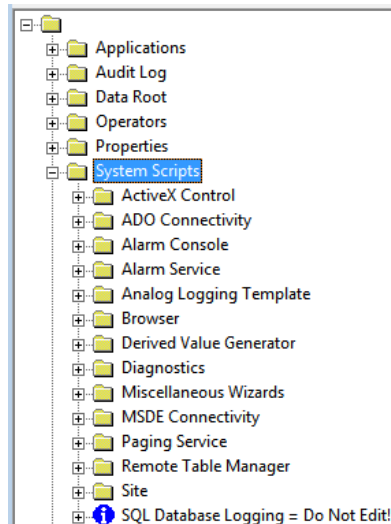 Applications
Audit Log
Data Root
Operators
Properties
System Scripts
ActiveX Control
ADO Connectivity
Alarm Console
Alarm Service
Analog Logging Template
Browser
Derived Value Generator
Diagnostics
Miscellaneous Wizards
MSDE Connectivity
Paging Service
Remote Table Manager
Site
SQL Database Logging = Do Not Edit!